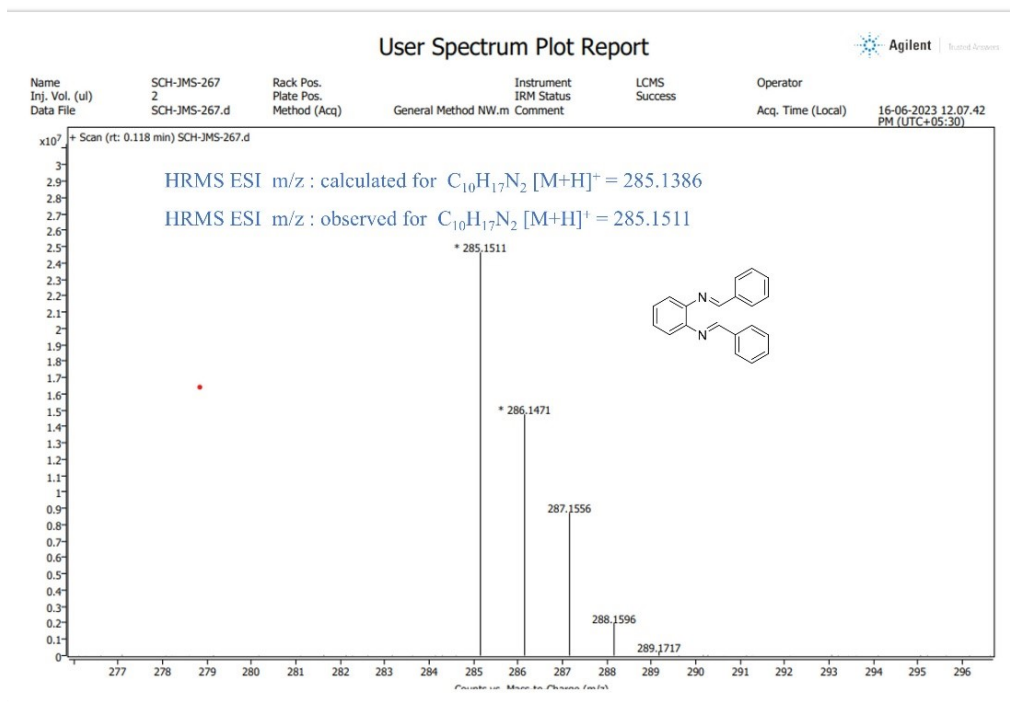 User Spectrum Plot Report
Agilent Trusted Answers
Name SCH-JMS-267 Rack Pos. Instrument LCMS Operator
Inj. Vol. (ul) 2 Plate Pos. IRM Status Success
Data File SCH-JMS-267.d Method (Acq) General Method NW.m Comment Acq. Time (Local) 16-06-2023 12.07.42
PM (UTC+05:30)
x10⁷ + Scan (rt: 0.118 min) SCH-JMS-267.d
HRMS ESI m/z : calculated for C₁₀H₁₇N₂ [M+H]⁺ = 285.1386
HRMS ESI m/z : observed for C₁₀H₁₇N₂ [M+H]⁺ = 285.1511
3
2.9
2.8
2.7
2.6
2.5
2.4
2.3
2.2
2.1
2
1.9
1.8
1.7
1.6
1.5
1.4
1.3
1.2
1.1
1
0.9
0.8
0.7
0.6
0.5
0.4
0.3
0.2
0.1
0
* 285.1511
N
N
* 286.1471
287.1556
288.1596
289.1717
277 278 279 280 281 282 283 284 285 286 287 288 289 290 291 292 293 294 295 296
Counts vs. Mass-to-Charge (m/z)